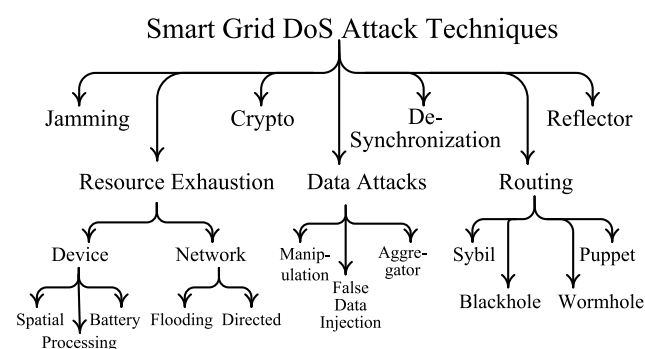 Smart Grid DoS Attack Techniques
Jamming
Crypto
De-
Synchronization
Reflector
Resource Exhaustion
Data Attacks
Routing
Device
Network
Manip-
ulation
False
Data
Injection
Aggre-
gator
Sybil
Puppet
Blackhole
Wormhole
Spatial
Processing
Battery
Flooding
Directed